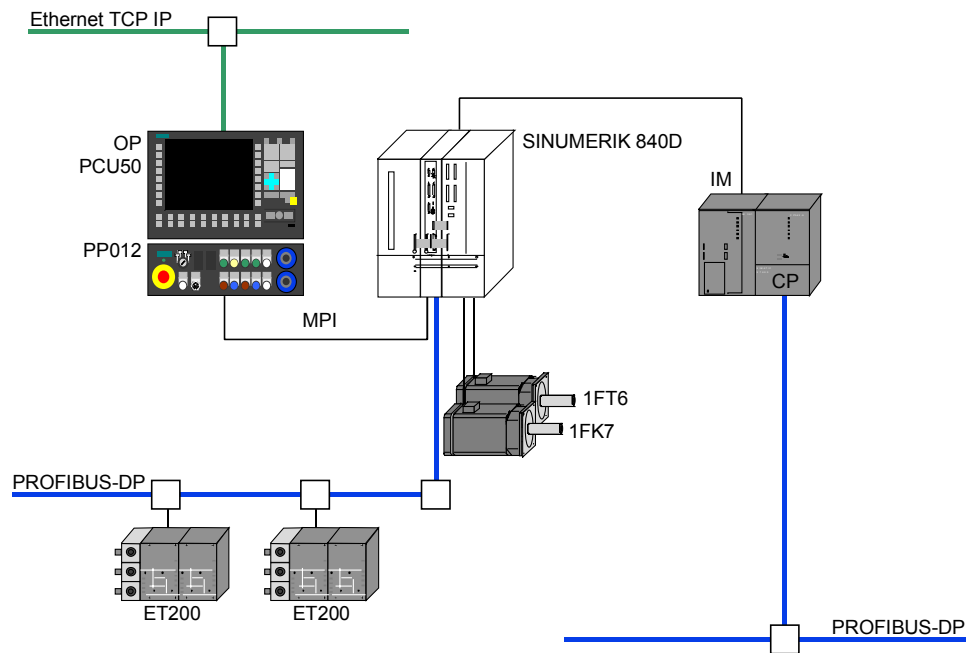 Ethernet TCP IP
OP
PCU50
SINUMERIK 840D
IM
PP012
CP
MPI
1FT6
1FK7
PROFIBUS-DP
ET200
ET200
PROFIBUS-DP